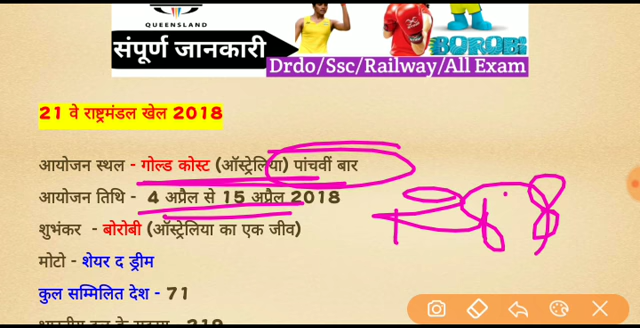 QUEENSLAND
संपूर्ण जानकारी
BOROBI
Drdo/Ssc/Railway/All Exam
21 वे राष्ट्रमंडल खेल 2018
आयोजन स्थल - गोल्ड कोस्ट (ऑस्ट्रेलिया) पांचवीं बार
आयोजन तिथि - 4 अप्रैल से 15 अप्रैल 2018
शुभंकर - बोरोबी (ऑस्ट्रेलिया का एक जीव)
मोटो - शेयर द ड्रीम
कुल सम्मिलित देश - 71